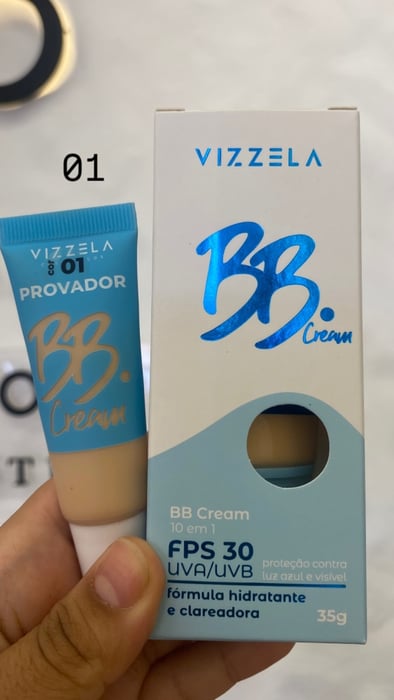 01
VIZZELA
cor 01
PROVADOR
BB.
Cream
VIZZELA
BB.
Cream
BB Cream
10 em 1
FPS 30
UVA/UVB
proteção contra
luz azul e visível
fórmula hidratante
e clareadora
35g